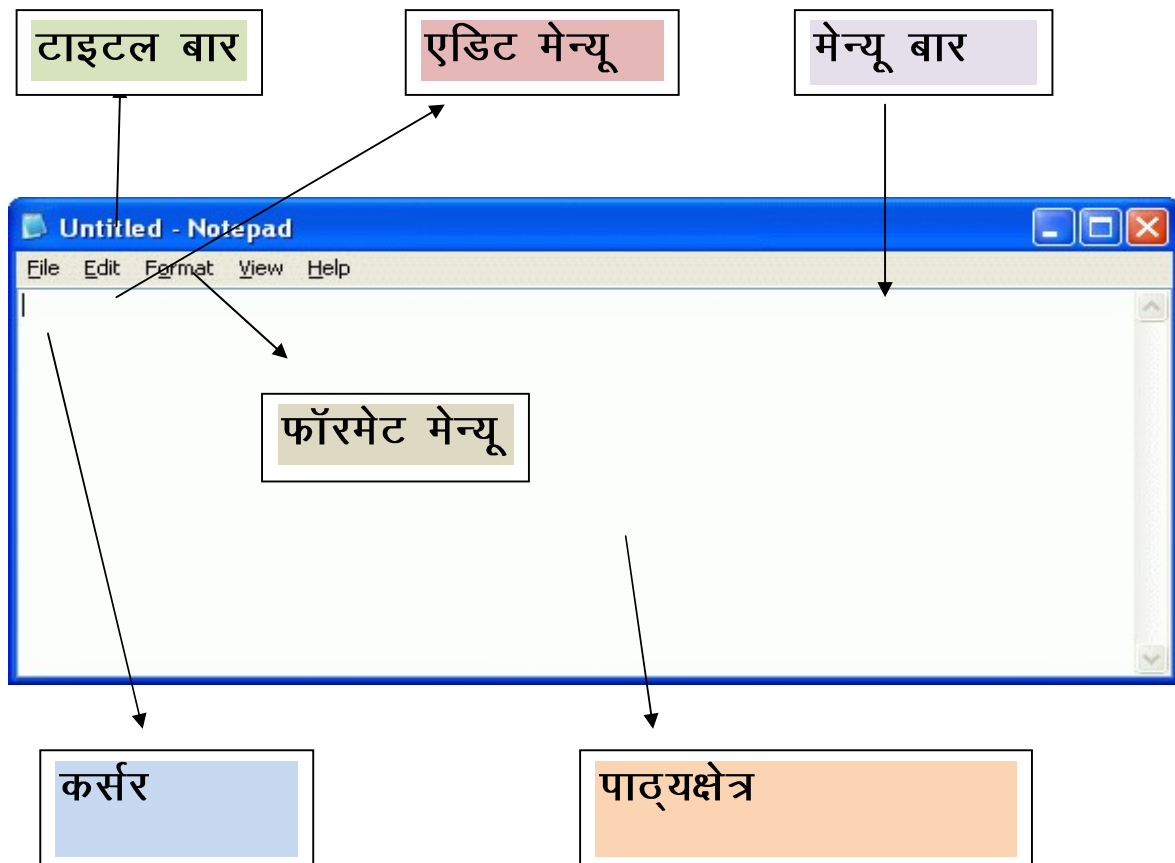 टाइटल बार
एडिट मेन्यू
मेन्यू बार
Untitled - Notepad
File Edit Format View Help
फॉरमेट मेन्यू
कर्सर
पाठ्यक्षेत्र